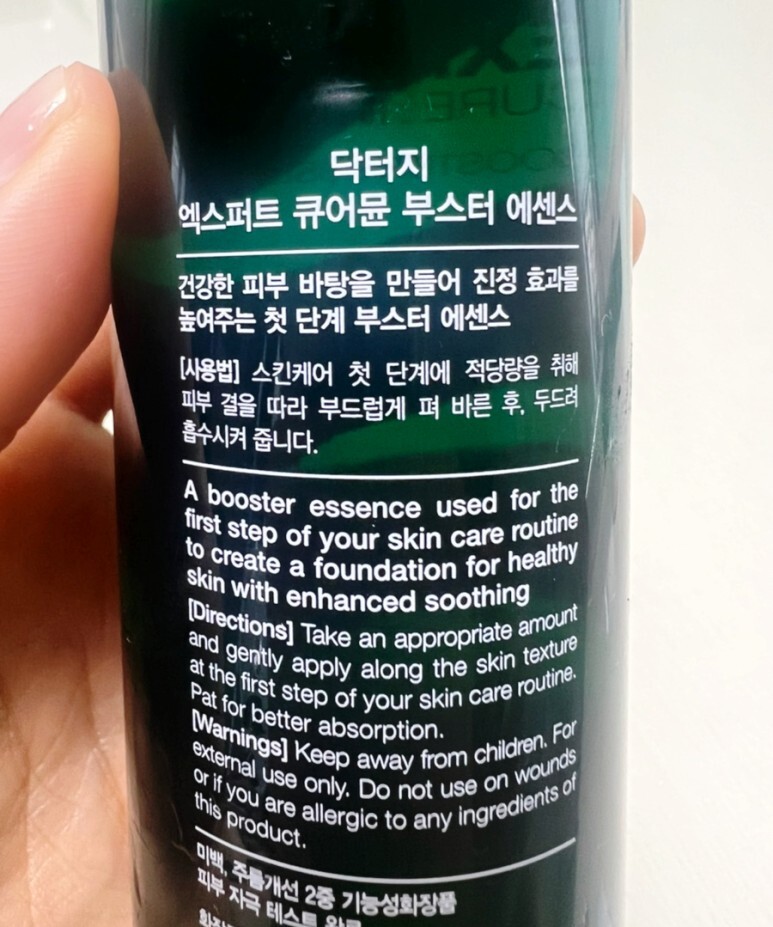 닥터지
엑스퍼트 큐어뮨 부스터 에센스
건강한 피부 바탕을 만들어 진정 효과를
높여주는 첫 단계 부스터 에센스
[사용법] 스킨케어 첫 단계에 적당량을 취해
피부 결을 따라 부드럽게 펴 바른 후, 두드려
흡수시켜 줍니다.
A booster essence used for the
first step of your skin care routine
to create a foundation for healthy
skin with enhanced soothing
[Directions] Take an appropriate amount
and gently apply along the skin texture
at the first step of your skin care routine.
Pat for better absorption.
[Warnings] Keep away from children. For
external use only. Do not use on wounds
or if you are allergic to any ingredients of
this product.
미백, 주름개선 2중 기능성화장품
피부 자극 테스트 완료